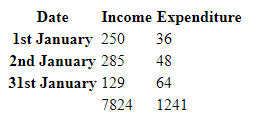 Date Income Expenditure
1st January 250 36
2nd January 285 48
31st January 129 64
7824 1241